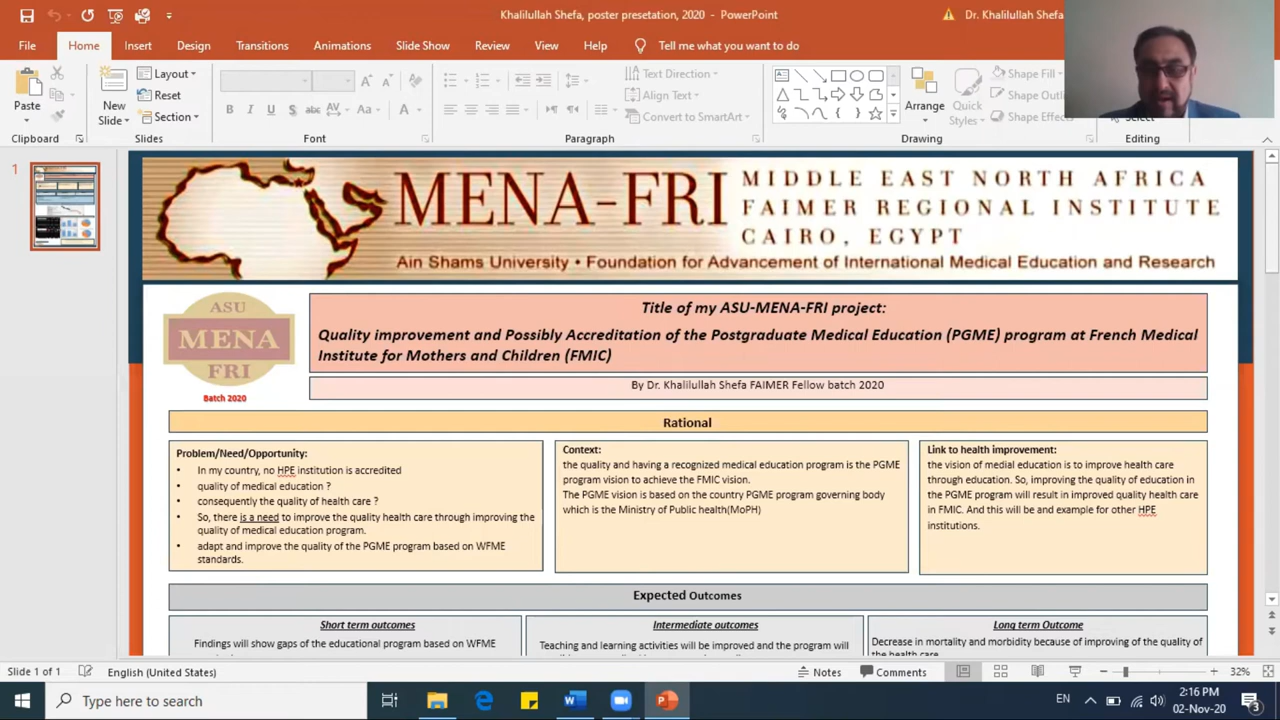 Khalilullah Shefa, poster presetation, 2020 - PowerPoint
Dr. Khalilullah Shefa
File Home Insert Design Transitions Animations Slide Show Review View Help Tell me what you want to do
Paste
New
Slide
Layout
Reset
Section
B I U S abc AV Aa A
Text Direction
Align Text
Convert to SmartArt
Arrange
Quick
Styles
Shape Fill
Shape Outli
Shape Effects
Select
Clipboard Slides Font Paragraph Drawing Editing
1
MENA-FRI
MIDDLE EAST NORTH AFRICA
FAIMER REGIONAL INSTITUTE
CAIRO, EGYPT
Ain Shams University • Foundation for Advancement of International Medical Education and Research
ASU
MENA
FRI
Batch 2020
Title of my ASU-MENA-FRI project:
Quality improvement and Possibly Accreditation of the Postgraduate Medical Education (PGME) program at French Medical
Institute for Mothers and Children (FMIC)
By Dr. Khalilullah Shefa FAIMER Fellow batch 2020
Rational
Problem/Need/Opportunity:
• In my country, no HPE institution is accredited
• quality of medical education ?
• consequently the quality of health care ?
• So, there is a need to improve the quality health care through improving the
quality of medical education program.
• adapt and improve the quality of the PGME program based on WFME
standards.
Context:
the quality and having a recognized medical education program is the PGME
program vision to achieve the FMIC vision.
The PGME vision is based on the country PGME program governing body
which is the Ministry of Public health(MoPH)
Link to health improvement:
the vision of medial education is to improve health care
through education. So, improving the quality of education in
the PGME program will result in improved quality health care
in FMIC. And this will be and example for other HPE
institutions.
Expected Outcomes
Short term outcomes
Findings will show gaps of the educational program based on WFME
Intermediate outcomes
Teaching and learning activities will be improved and the program will
Long term Outcome
Decrease in mortality and morbidity because of improving of the quality of
the health care
Slide 1 of 1 English (United States) Notes Comments 32%
Type here to search
EN
2:16 PM
02-Nov-20
3